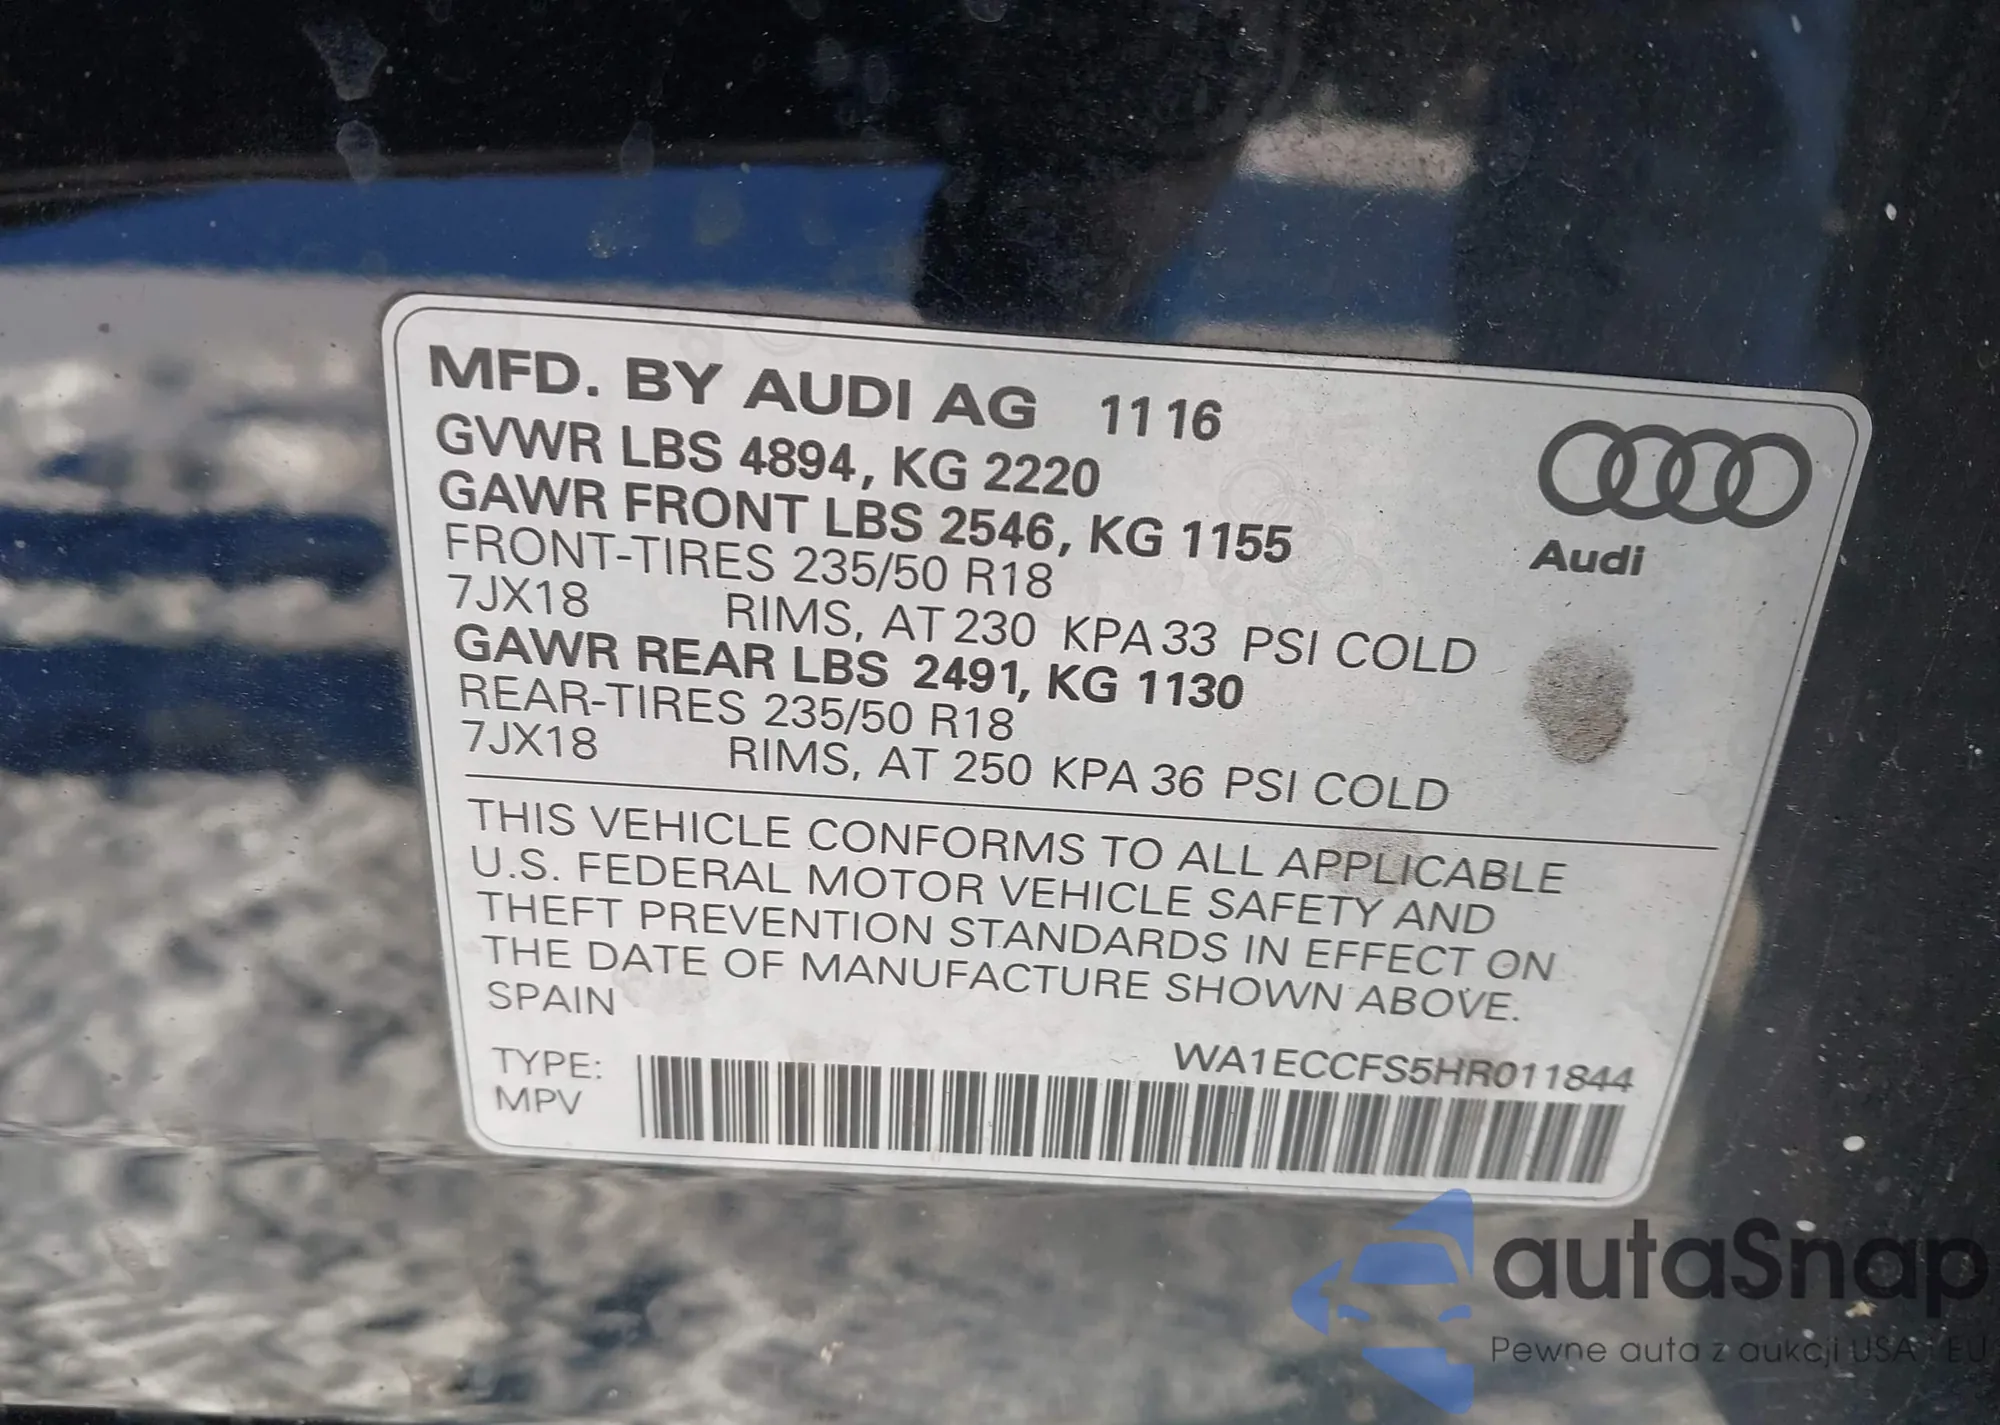 MFD. BY AUDI AG 11 16
GVWR LBS 4894, KG 2220
GAWR FRONT LBS 2546, KG 1155
FRONT-TIRES 235/50 R18
7JX18 RIMS, AT 230 KPA 33 PSI COLD
GAWR REAR LBS 2491, KG 1130
REAR-TIRES 235/50 R18
7JX18 RIMS, AT 250 KPA 36 PSI COLD
Audi
THIS VEHICLE CONFORMS TO ALL APPLICABLE
U.S. FEDERAL MOTOR VEHICLE SAFETY AND
THEFT PREVENTION STANDARDS IN EFFECT ON
THE DATE OF MANUFACTURE SHOWN ABOVE.
SPAIN
WA1ECCFS5HR011844
TYPE:
MPV
autaSnap
Pewne auta z aukcji USA i EU